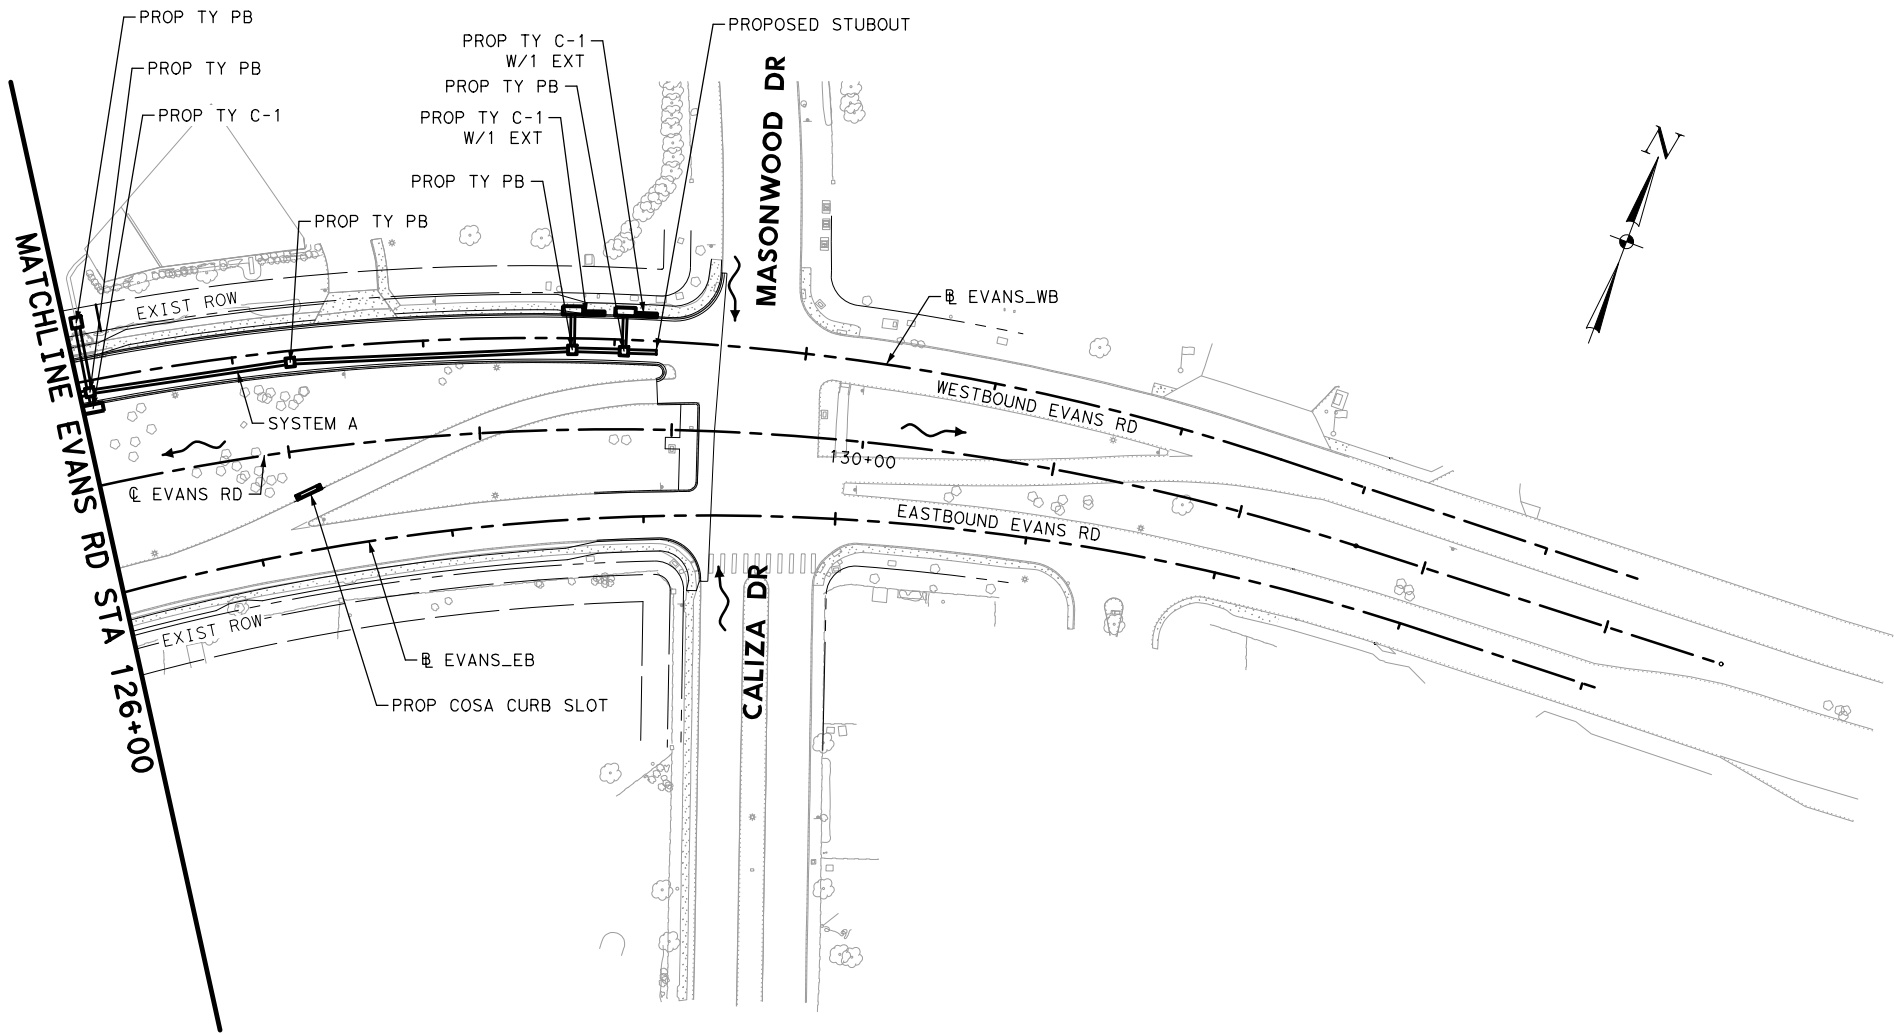 PROP TY PB
PROP TY PB
PROP TY C-1
PROP TY C-1
W/1 EXT
PROP TY PB
PROP TY C-1
W/1 EXT
PROP TY PB
PROP TY PB
PROPOSED STUBOUT
MASONWOOD DR
N
MATCHLINE EVANS RD STA 126+00
EXIST ROW
℄ EVANS_WB
WESTBOUND EVANS RD
SYSTEM A
130+00
℄ EVANS RD
EASTBOUND EVANS RD
EXIST ROW
EVANS_EB
PROP COSA CURB SLOT
CALIZA DR